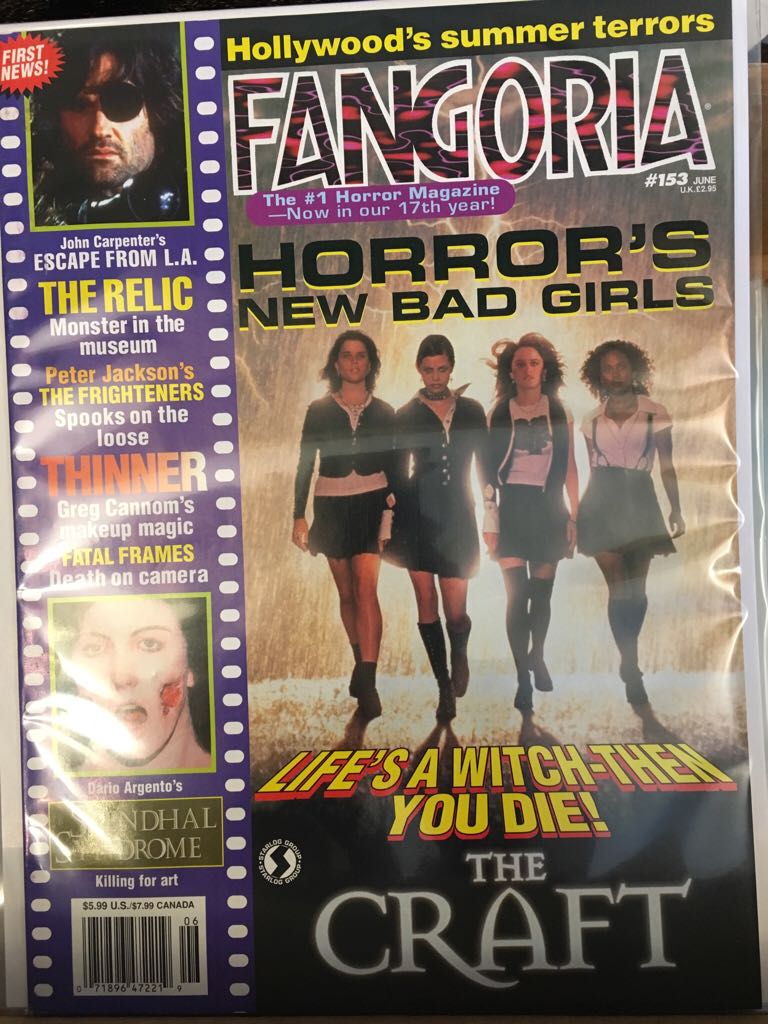 Hollywood's summer terrors
FIRST
NEWS!
FANGORIA
#153 JUNE
U.K.£2.95
The #1 Horror Magazine
—Now in our 17th year!
John Carpenter's
ESCAPE FROM L.A.
THE RELIC
Monster in the
museum
Peter Jackson's
THE FRIGHTENERS
Spooks on the
loose
THINNER
Greg Cannom's
makeup magic
FATAL FRAMES
Death on camera
Dario Argento's
STENDHAL
SYNDROME
Killing for art
$5.99 U.S./$7.99 CANADA
06
0 71896 47221 9
HORROR'S
NEW BAD GIRLS
LIFE'S A WITCH-THEN
YOU DIE!
STARLOG GROUP
STARLOG GROUP
THE
CRAFT